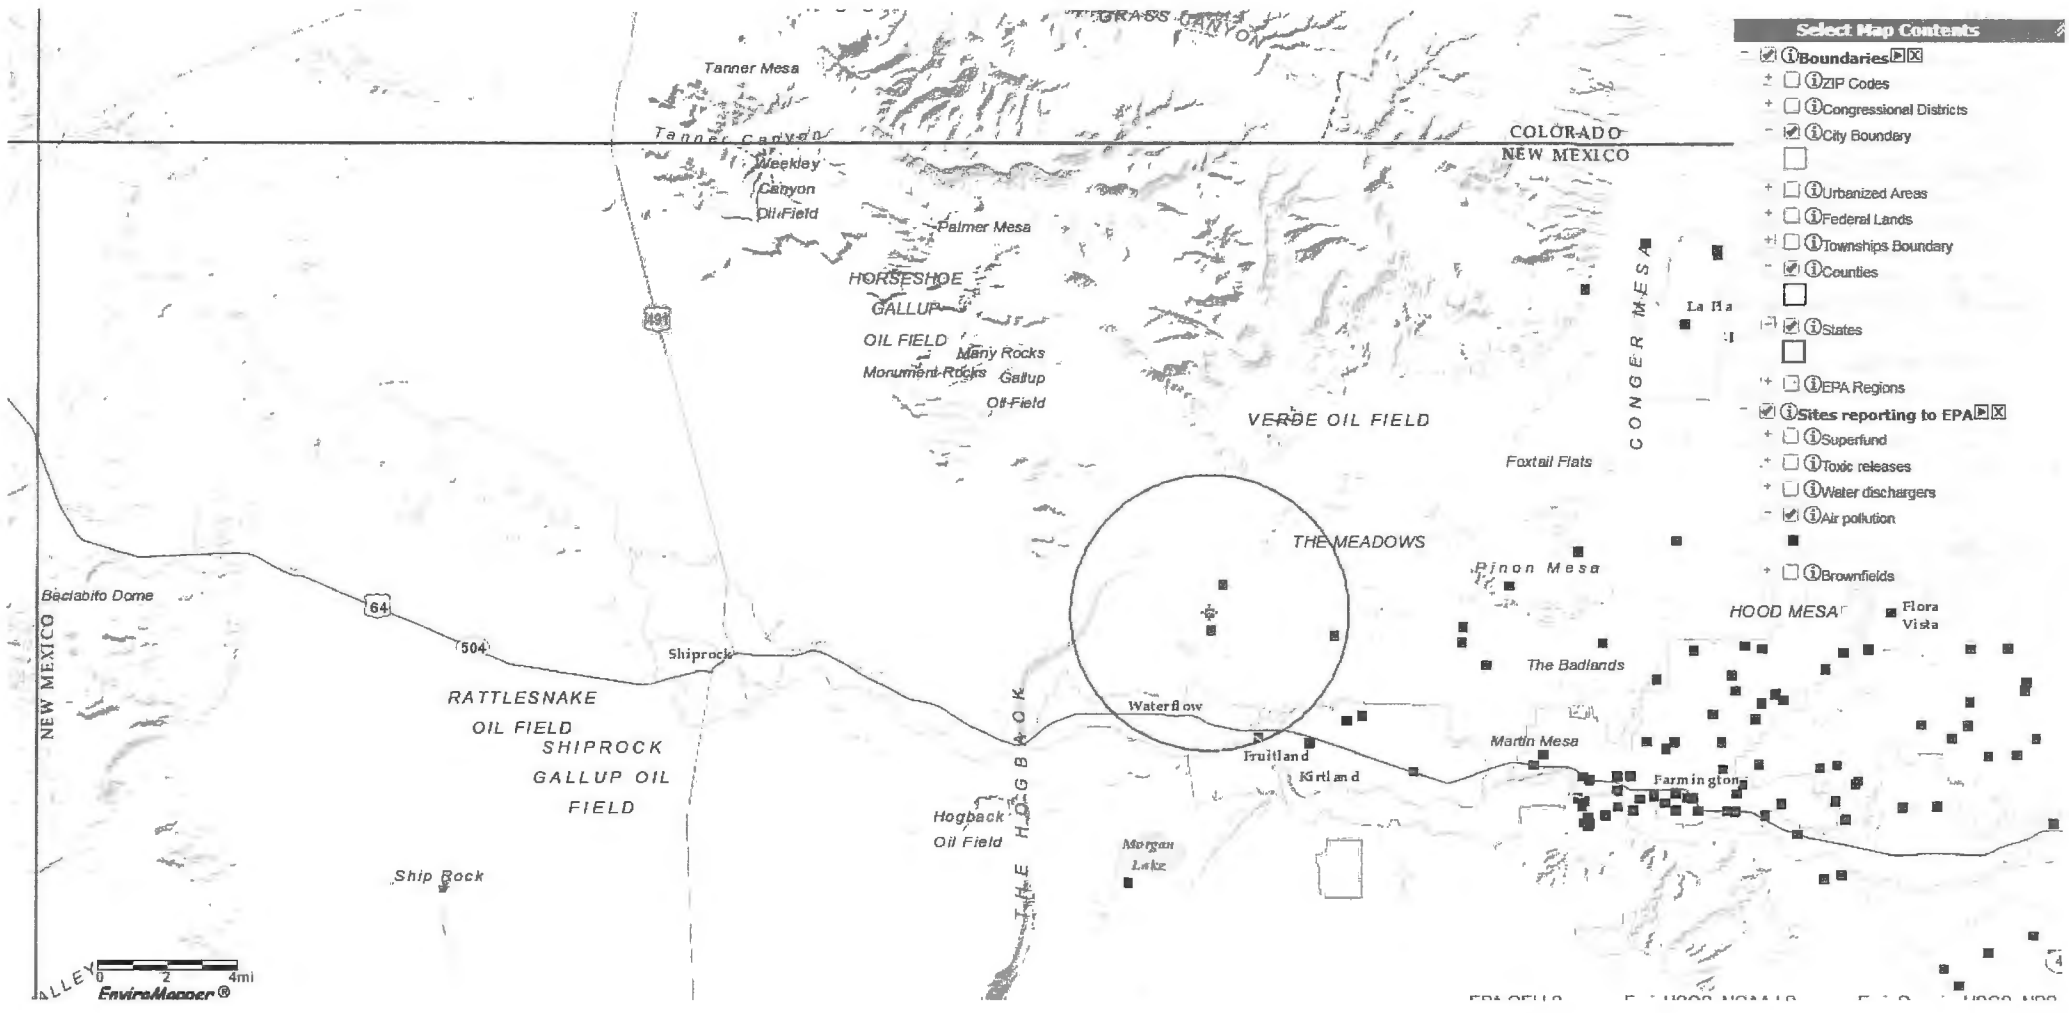 GRASS CANYON
Select Map Contents
Boundaries
ZIP Codes
Congressional Districts
City Boundary
Urbanized Areas
Federal Lands
Townships Boundary
Counties
States
EPA Regions
Sites reporting to EPA
Superfund
Toxic releases
Water dischargers
Air pollution
Brownfields
Tanner Mesa
Tanner Canyon
COLORADO
NEW MEXICO
Weekley
Canyon
Oil Field
Palmer Mesa
HORSESHOE
GALLUP
OIL FIELD
Many Rocks
Gallup
Oil Field
Monument Rocks
491
CONGER MESA
VERDE OIL FIELD
Foxtail Flats
THE MEADOWS
Pinon Mesa
HOOD MESA
Flora
Vista
Beclabito Dome
64
504
NEW MEXICO
Shiprock
The Badlands
RATTLESNAKE
OIL FIELD
SHIPROCK
GALLUP OIL
FIELD
THE HOGBACK
Waterflow
Fruitland
Kirtland
Martin Mesa
Farmington
Hogback
Oil Field
Morgan
Lake
Ship Rock
0 2 4mi
EnviroMapper ®
ALLEY